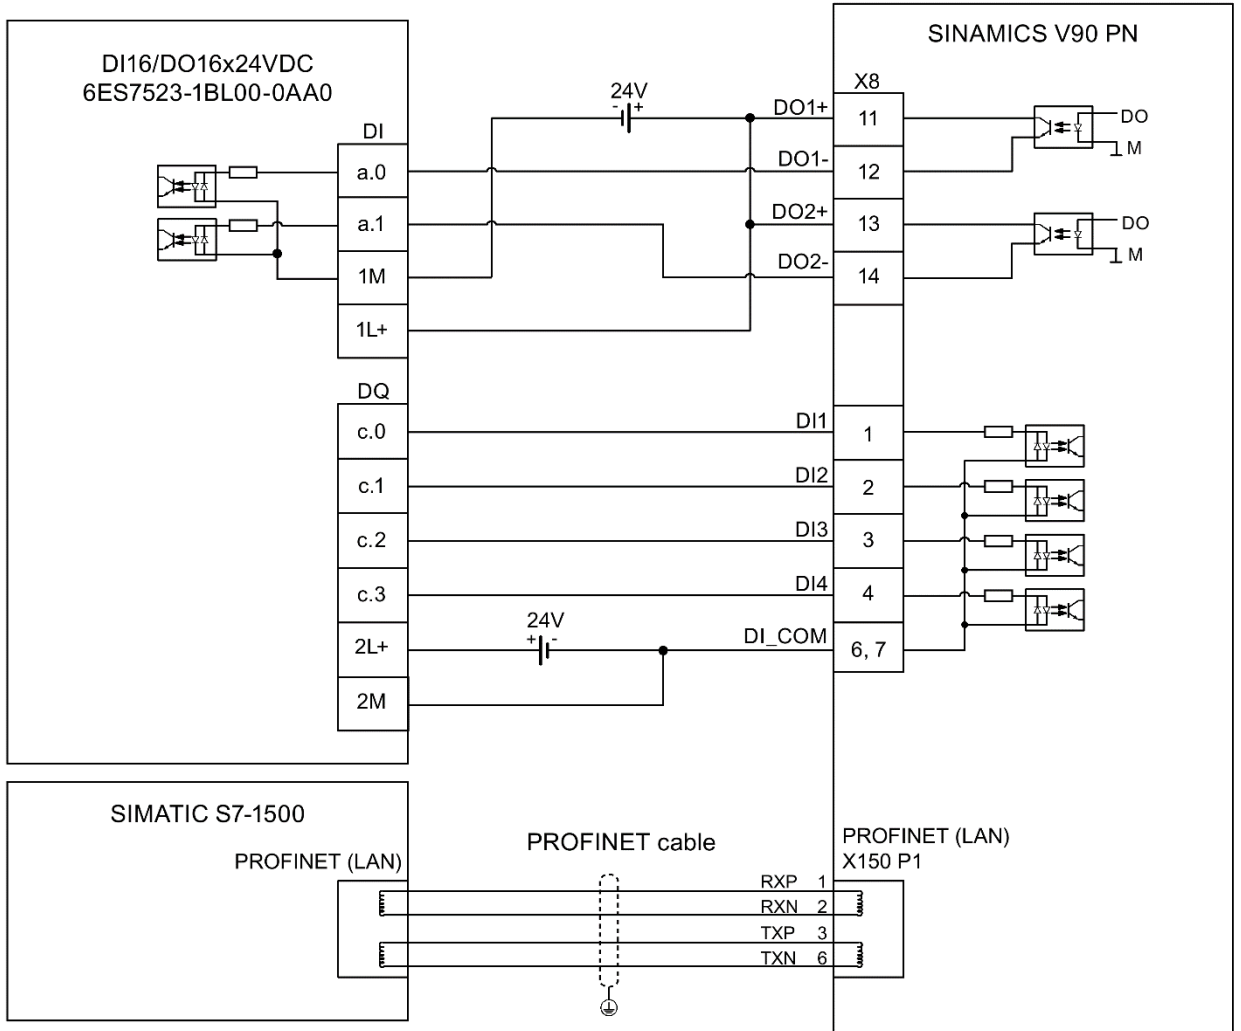 SINAMICS V90 PN
DI16/DO16x24VDC
6ES7523-1BL00-0AA0
24V
- +
X8
DI
a.0
a.1
1M
1L+
DO1+
DO1-
DO2+
DO2-
11
12
13
14
DO
M
DO
M
DQ
c.0
c.1
c.2
c.3
2L+
2M
24V
+ -
DI1
DI2
DI3
DI4
DI_COM
1
2
3
4
6, 7
SIMATIC S7-1500
PROFINET (LAN)
PROFINET cable
PROFINET (LAN)
X150 P1
RXP 1
RXN 2
TXP 3
TXN 6